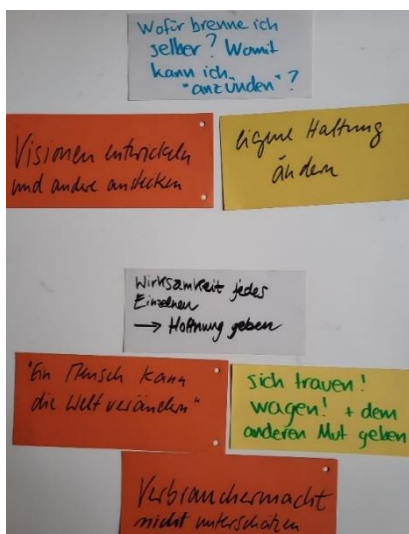 Wofür brenne ich
selber? Womit
kann ich
"anzünden"?
Visionen entwickeln
und andere anstecken
eigene Haltung
ändern
Wirksamkeit jedes
Einzelnen
→ Hoffnung geben
"Ein Mensch kann
die Welt verändern"
sich trauen!
wagen! + dem
anderen Mut geben
Verbrauchermacht
nicht unterschätzen